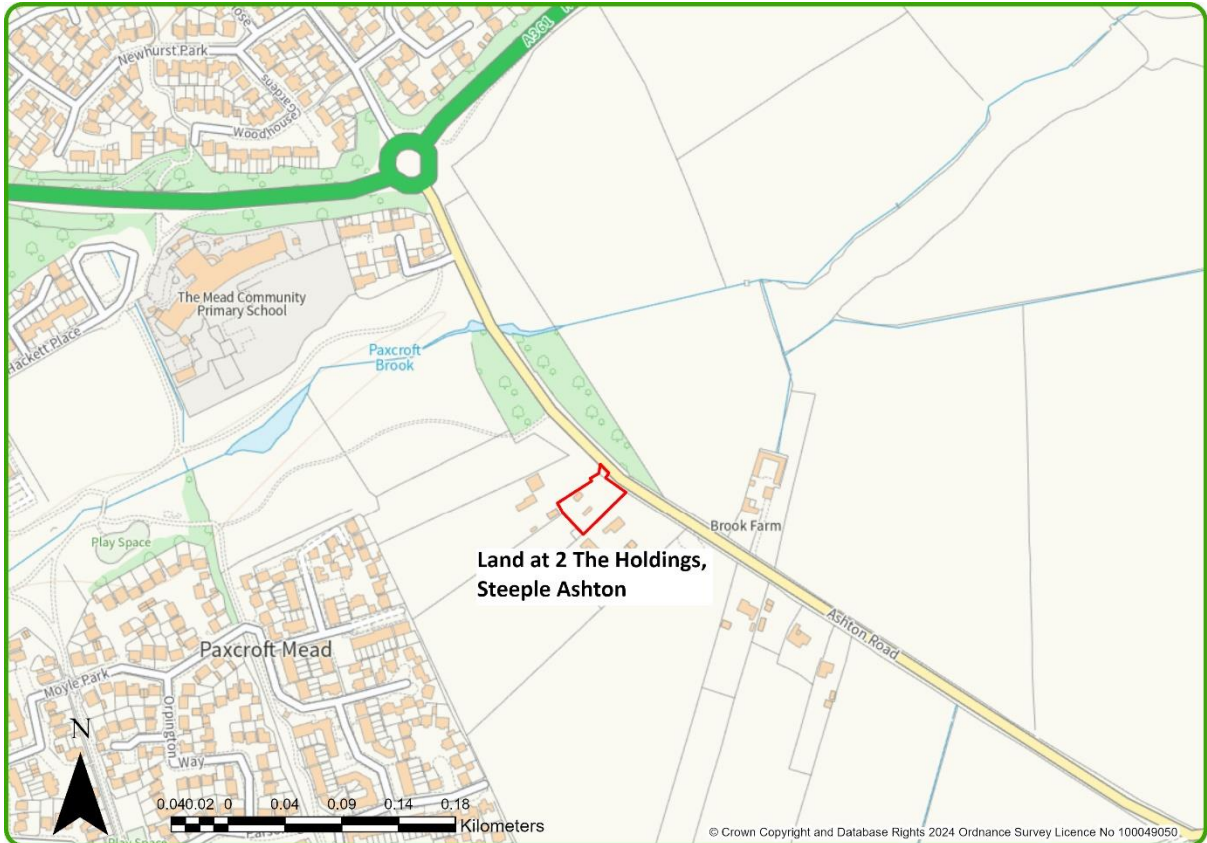 A361
Newhurst Park
Gardens
Woodhouse
The Mead Community
Primary School
Hackett Place
Paxcroft
Brook
Play Space
Brook Farm
Land at 2 The Holdings,
Steeple Ashton
Ashton Road
Paxcroft Mead
Moyle Park
Orpington
Way
N
0.04 0.02 0 0.04 0.09 0.14 0.18
Kilometers
Play Space
© Crown Copyright and Database Rights 2024 Ordnance Survey Licence No 100049050